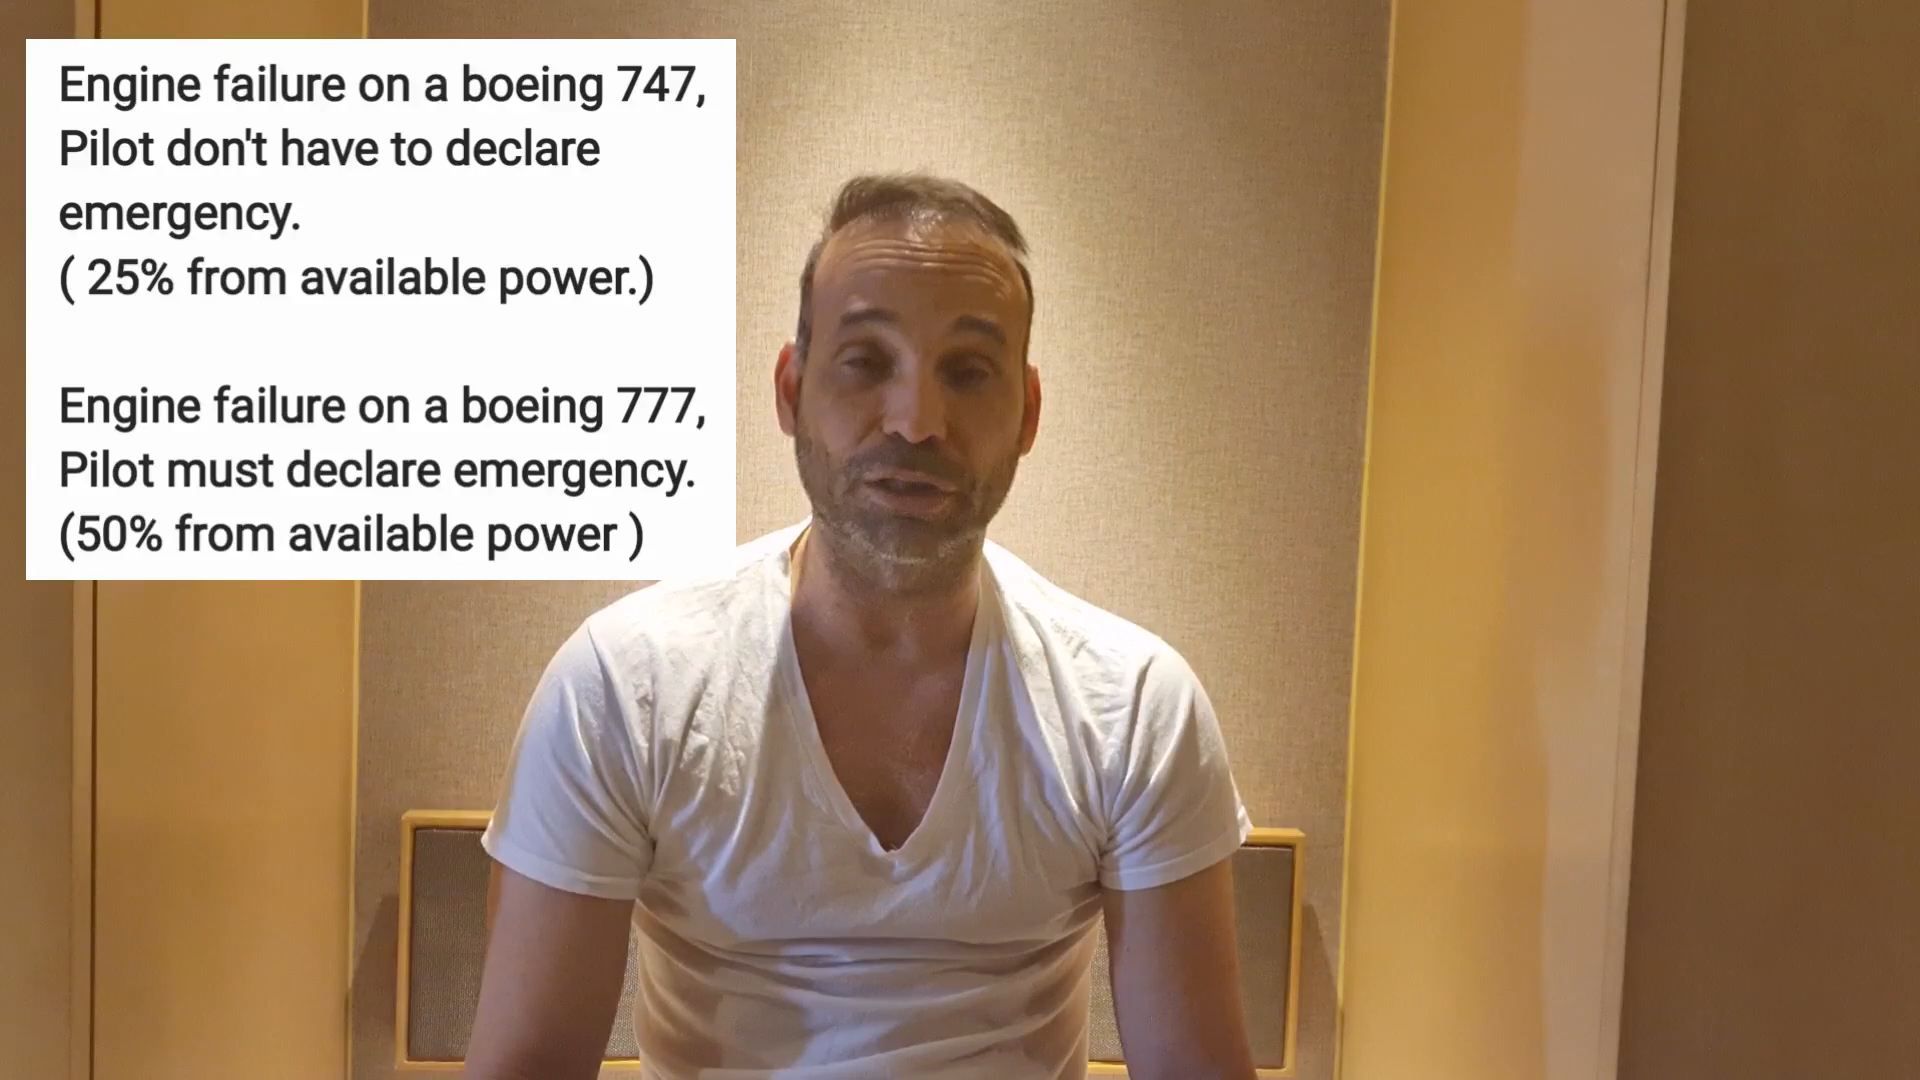 Engine failure on a boeing 747,
Pilot don't have to declare
emergency.
( 25% from available power.)
Engine failure on a boeing 777,
Pilot must declare emergency.
(50% from available power )